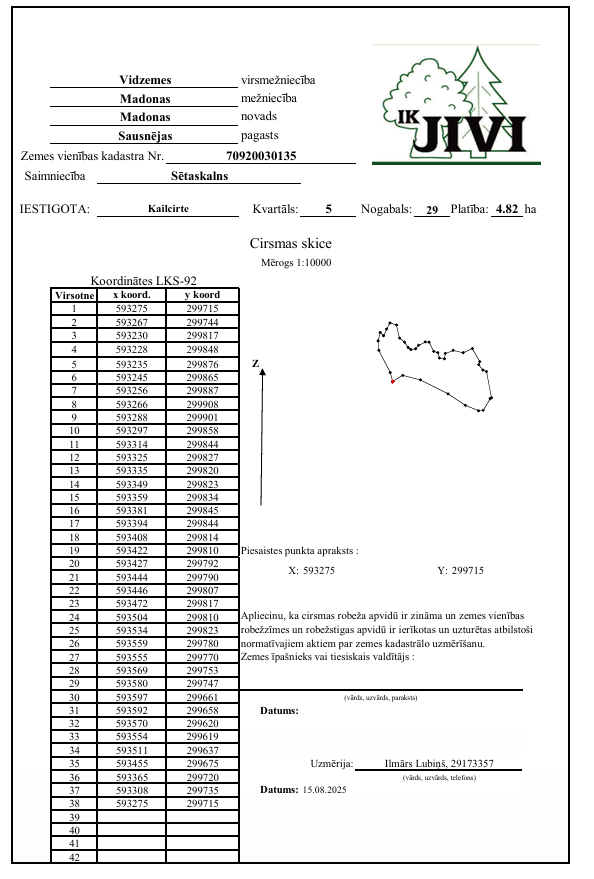 IK JIVI
Vidzemes virsmežniecība
Madonas mežniecība
Madonas novads
Sausnējas pagasts
Zemes vienības kadastra Nr. 70920030135
Saimniecība Sētaskalns
IESTIGOTA: Kailcirte Kvartāls: 5 Nogabals: 29 Platība: 4.82 ha
Cirsmas skice
Mērogs 1:10000
Koordinātes LKS-92
Virsotne x koord. y koord
1 593275 299715
2 593267 299744
3 593230 299817
4 593228 299848
5 593235 299876
6 593245 299865
7 593256 299887
8 593266 299908
9 593288 299901
10 593297 299858
11 593314 299844
12 593325 299827
13 593335 299820
14 593349 299823
15 593359 299834
16 593381 299845
17 593394 299844
18 593408 299814
19 593422 299810
20 593427 299792
21 593444 299790
22 593446 299807
23 593472 299817
24 593504 299810
25 593534 299823
26 593559 299780
27 593555 299770
28 593569 299753
29 593580 299747
30 593597 299661
31 593592 299658
32 593570 299620
33 593554 299619
34 593511 299637
35 593455 299675
36 593365 299720
37 593308 299735
38 593275 299715
39
40
41
42
Z
Piesaistes punkta apraksts :
X: 593275 Y: 299715
Apliecinu, ka cirsmas robeža apvidū ir zināma un zemes vienības
robežzīmes un robežstigas apvidū ir ierīkotas un uzturētas atbilstoši
normatīvajiem aktiem par zemes kadastrālo uzmērīšanu.
Zemes īpašnieks vai tiesiskais valdītājs :
(vārds, uzvārds, paraksts)
Datums:
Uzmērija: Ilmārs Lubiņš, 29173357
(vārds, uzvārds, telefons)
Datums: 15.08.2025